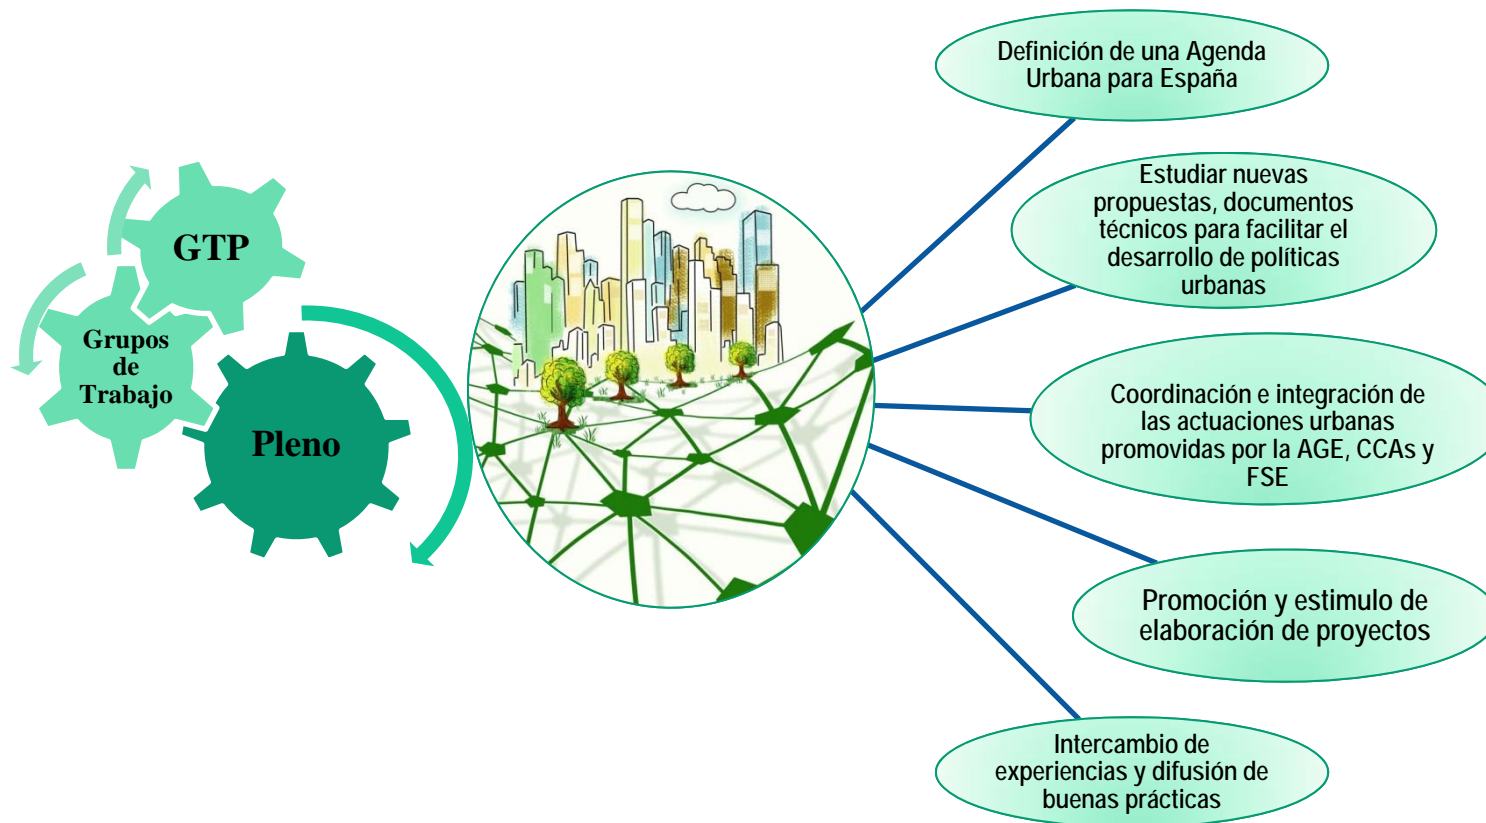 GTP
Grupos
de
Trabajo
Pleno
Definición de una Agenda
Urbana para España
Estudiar nuevas
propuestas, documentos
técnicos para facilitar el
desarrollo de políticas
urbanas
Coordinación e integración de
las actuaciones urbanas
promovidas por la AGE, CCAs y
FSE
Promoción y estimulo de
elaboración de proyectos
Intercambio de
experiencias y difusión de
buenas prácticas